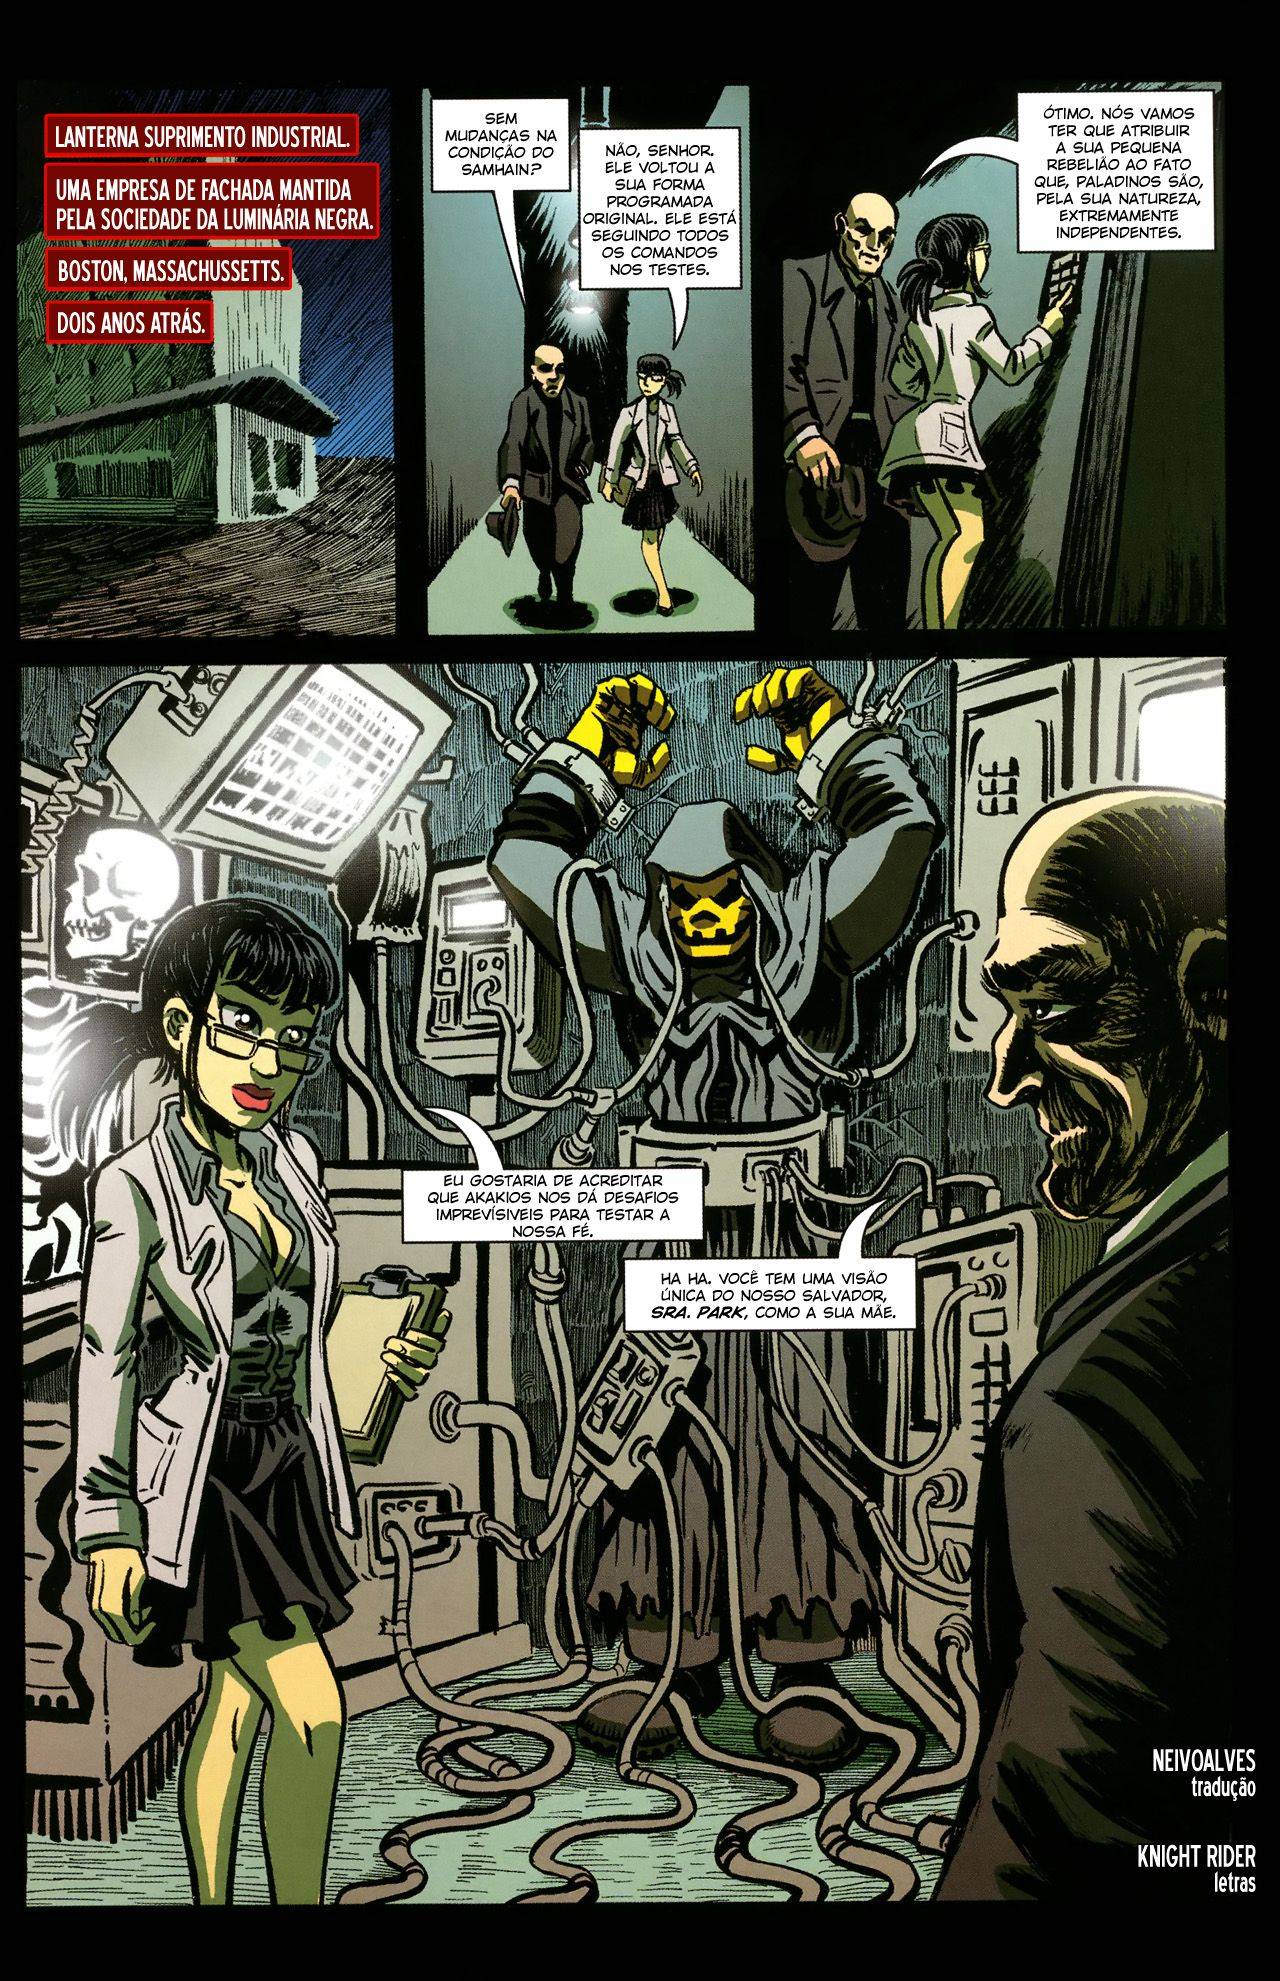 LANTERNA SUPRIMENTO INDUSTRIAL.
UMA EMPRESA DE FACHADA MANTIDA
PELA SOCIEDADE DA LUMINÁRIA NEGRA.
BOSTON, MASSACHUSSETTS.
DOIS ANOS ATRÁS.
SEM
MUDANÇAS NA
CONDIÇÃO DO
SAMHAIN?
NÃO, SENHOR.
ELE VOLTOU A
SUA FORMA
PROGRAMADA
ORIGINAL. ELE ESTÁ
SEGUINDO TODOS
OS COMANDOS
NOS TESTES.
ÓTIMO. NÓS VAMOS
TER QUE ATRIBUIR
A SUA PEQUENA
REBELIÃO AO FATO
QUE, PALADINOS SÃO,
PELA SUA NATUREZA,
EXTREMAMENTE
INDEPENDENTES.
EU GOSTARIA DE ACREDITAR
QUE AKAKIOS NOS DÁ DESAFIOS
IMPREVÍSIVEIS PARA TESTAR A
NOSSA FÉ.
HA HA. VOCÊ TEM UMA VISÃO
ÚNICA DO NOSSO SALVADOR,
SRA. PARK, COMO A SUA MÃE.
NEIVOALVES
tradução
KNIGHT RIDER
letras